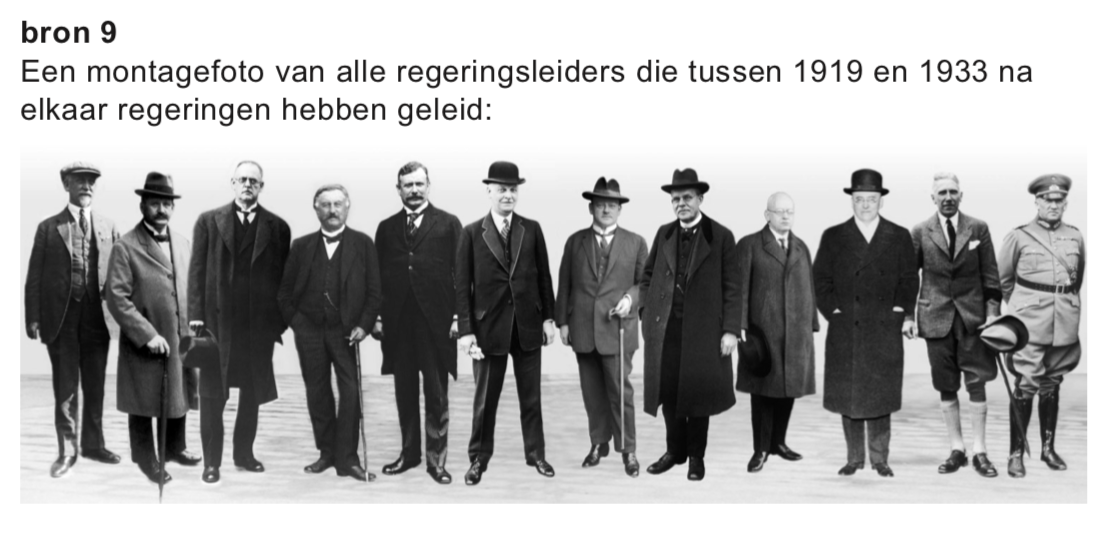 bron 9
Een montagefoto van alle regeringsleiders die tussen 1919 en 1933 na
elkaar regeringen hebben geleid: